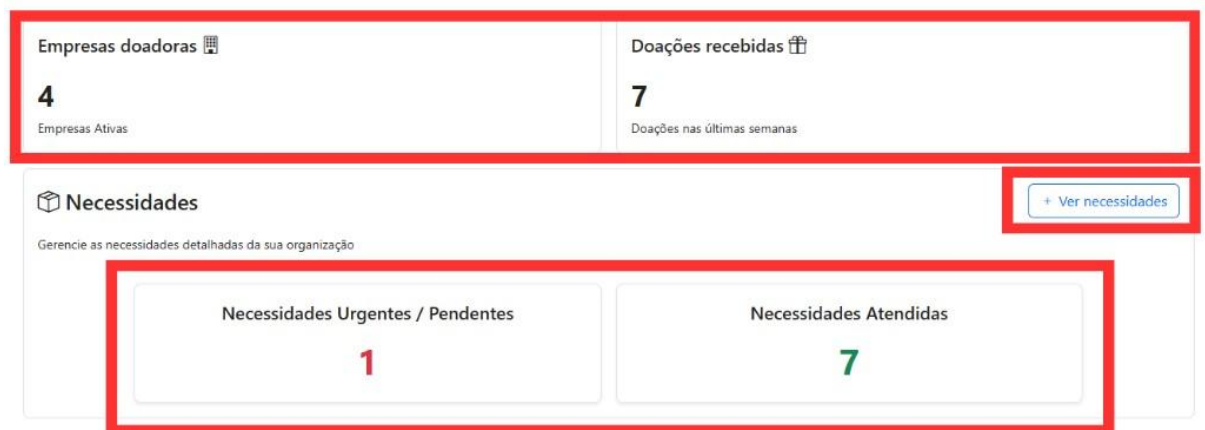 Empresas doadoras
Doações recebidas
4
7
Empresas Ativas
Doações nas últimas semanas
Necessidades
+ Ver necessidades
Gerencie as necessidades detalhadas da sua organização
Necessidades Urgentes / Pendentes
Necessidades Atendidas
1
7